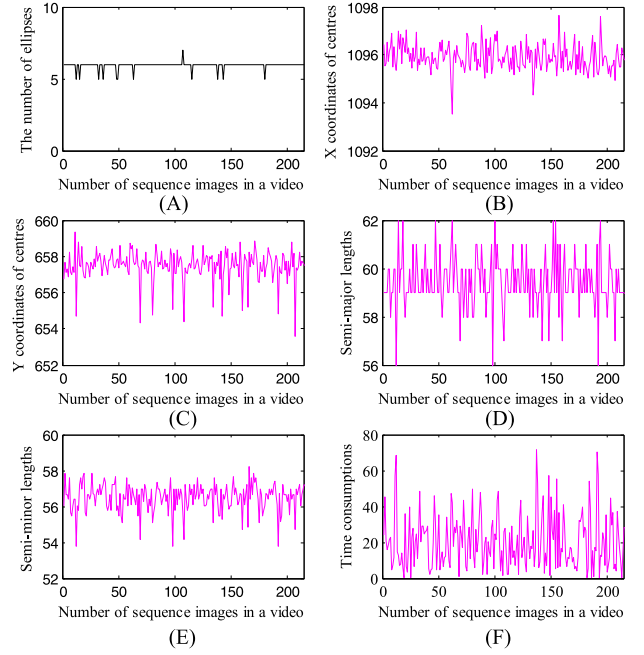 10
5
0
The number of ellipses
0 50 100 150 200
Number of sequence images in a video
(A)
1098
1096
1094
1092
X coordinates of centres
0 50 100 150 200
Number of sequence images in a video
(B)
660
658
656
654
652
Y coordinates of centres
0 50 100 150 200
Number of sequence images in a video
(C)
62
60
58
56
Semi-major lengths
0 50 100 150 200
Number of sequence images in a video
(D)
60
58
56
54
52
Semi-minor lengths
0 50 100 150 200
Number of sequence images in a video
(E)
80
60
40
20
0
Time consumptions
0 50 100 150 200
Number of sequence images in a video
(F)